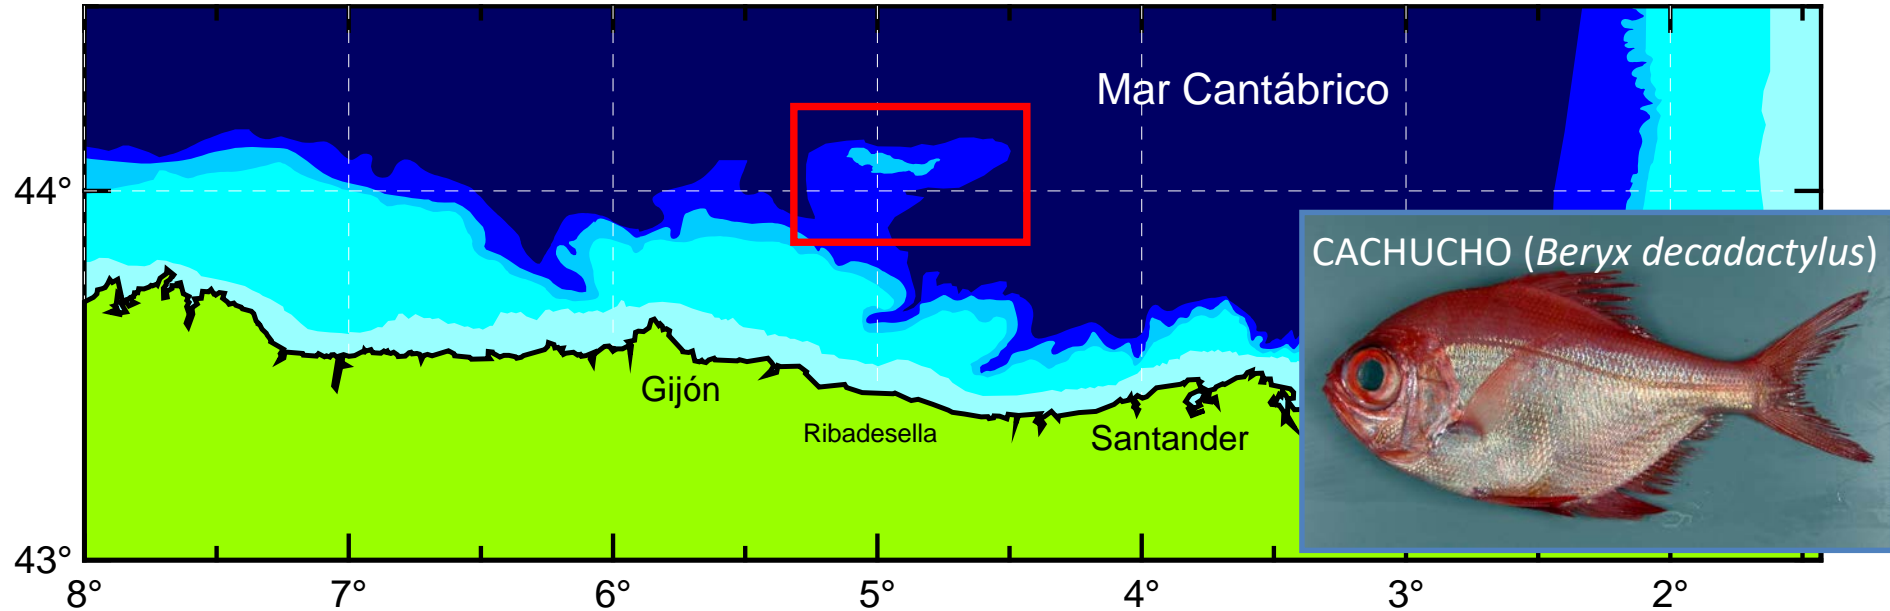 Mar Cantábrico
44°
CACHUCHO (Beryx decadactylus)
Gijón
Ribadesella
Santander
43°
8° 7° 6° 5° 4° 3° 2°